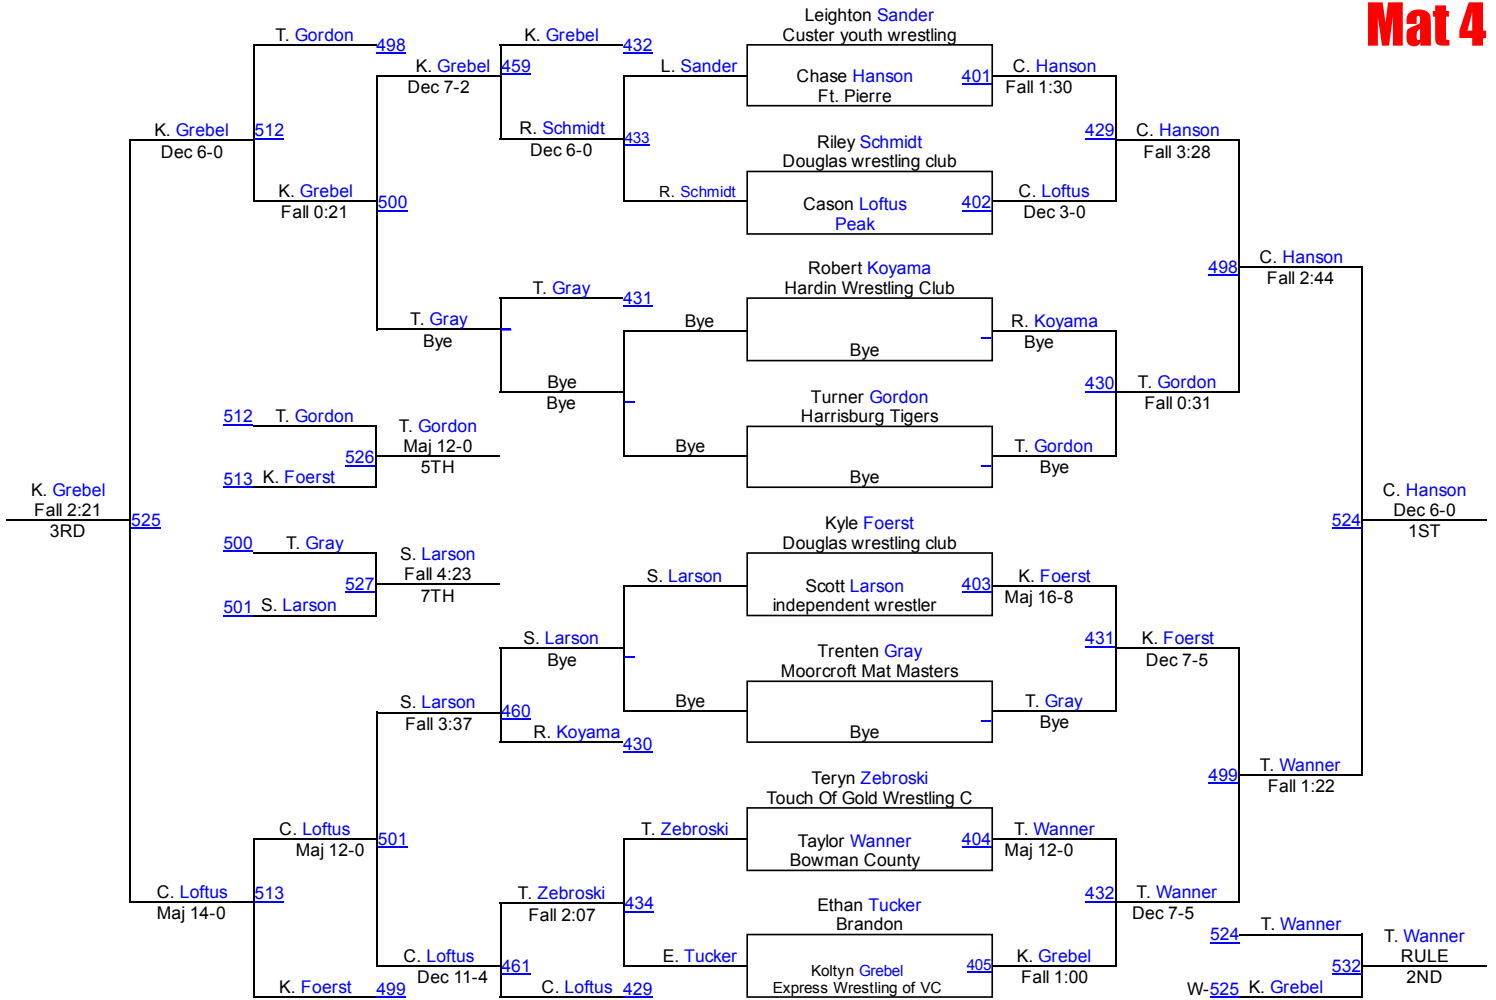 Mat 4
Leighton Sander
Custer youth wrestling
T. Gordon 498
K. Grebel 432
K. Grebel 459
Dec 7-2
L. Sander
Chase Hanson 401
Ft. Pierre
C. Hanson
Fall 1:30
K. Grebel 512
Dec 6-0
R. Schmidt 433
Dec 6-0
Riley Schmidt
Douglas wrestling club
429 C. Hanson
Fall 3:28
K. Grebel 500
Fall 0:21
R. Schmidt
Cason Loftus 402
Peak
C. Loftus
Dec 3-0
Robert Koyama
Hardin Wrestling Club
498 C. Hanson
Fall 2:44
T. Gray 431
T. Gray
Bye
Bye
Bye
R. Koyama
Bye
Bye
Bye
Turner Gordon
Harrisburg Tigers
430 T. Gordon
Fall 0:31
512 T. Gordon
526
513 K. Foerst
T. Gordon
Maj 12-0
5TH
Bye
Bye
T. Gordon
Bye
K. Grebel
Fall 2:21
3RD
525
C. Hanson
Dec 6-0
1ST
524
Kyle Foerst
Douglas wrestling club
500 T. Gray
527
501 S. Larson
S. Larson
Fall 4:23
7TH
S. Larson
Scott Larson 403
independent wrestler
K. Foerst
Maj 16-8
S. Larson
Bye
Trenten Gray
Moorcroft Mat Masters
431 K. Foerst
Dec 7-5
S. Larson 460
Fall 3:37
Bye
Bye
T. Gray
Bye
R. Koyama 430
Teryn Zebroski
Touch Of Gold Wrestling C
499 T. Wanner
Fall 1:22
C. Loftus 501
Maj 12-0
T. Zebroski
Taylor Wanner 404
Bowman County
T. Wanner
Maj 12-0
C. Loftus 513
Maj 14-0
T. Zebroski 434
Fall 2:07
Ethan Tucker
Brandon
432 T. Wanner
Dec 7-5
C. Loftus 461
Dec 11-4
E. Tucker
Koltyn Grebel 405
Express Wrestling of VC
K. Grebel
Fall 1:00
524 T. Wanner
532
W-525 K. Grebel
T. Wanner
RULE
2ND
K. Foerst 499
C. Loftus 429